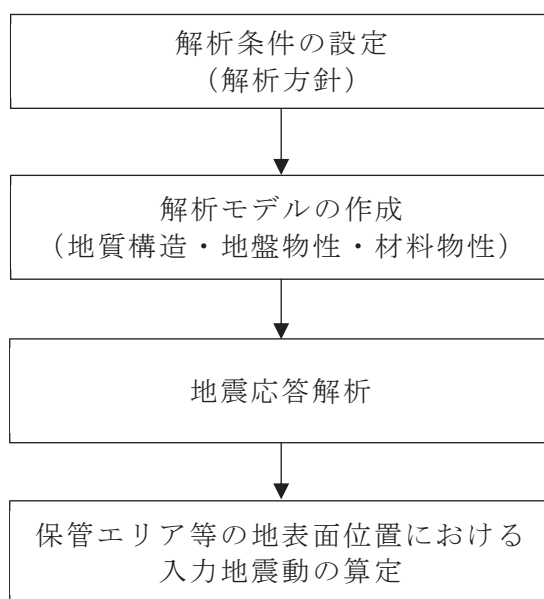 解析条件の設定
（解析方針）
解析モデルの作成
（地質構造・地盤物性・材料物性）
地震応答解析
保管エリア等の地表面位置における
入力地震動の算定